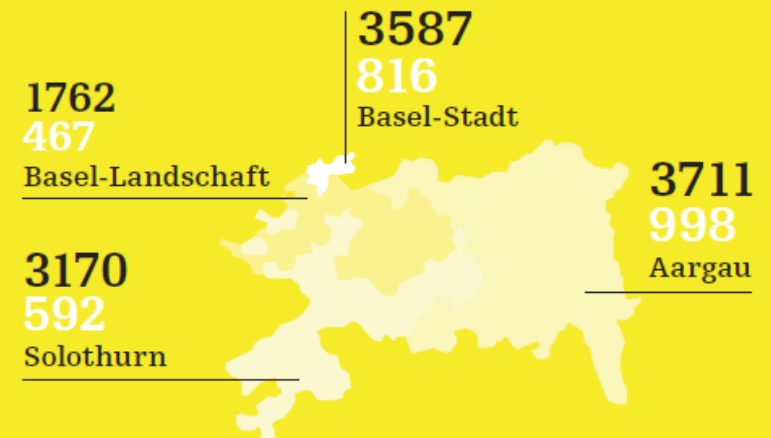 3587
816
Basel-Stadt
1762
467
Basel-Landschaft
3711
998
Aargau
3170
592
Solothurn